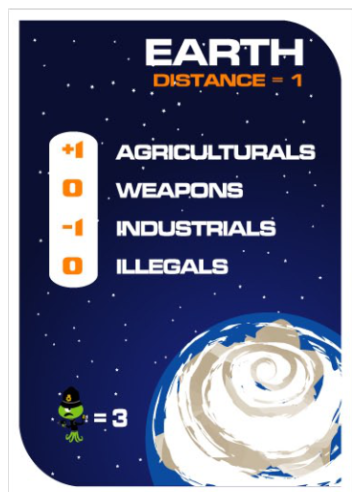 EARTH
DISTANCE = 1
+1 AGRICULTURALS
0 WEAPONS
-1 INDUSTRIALS
0 ILLEGALS
= 3